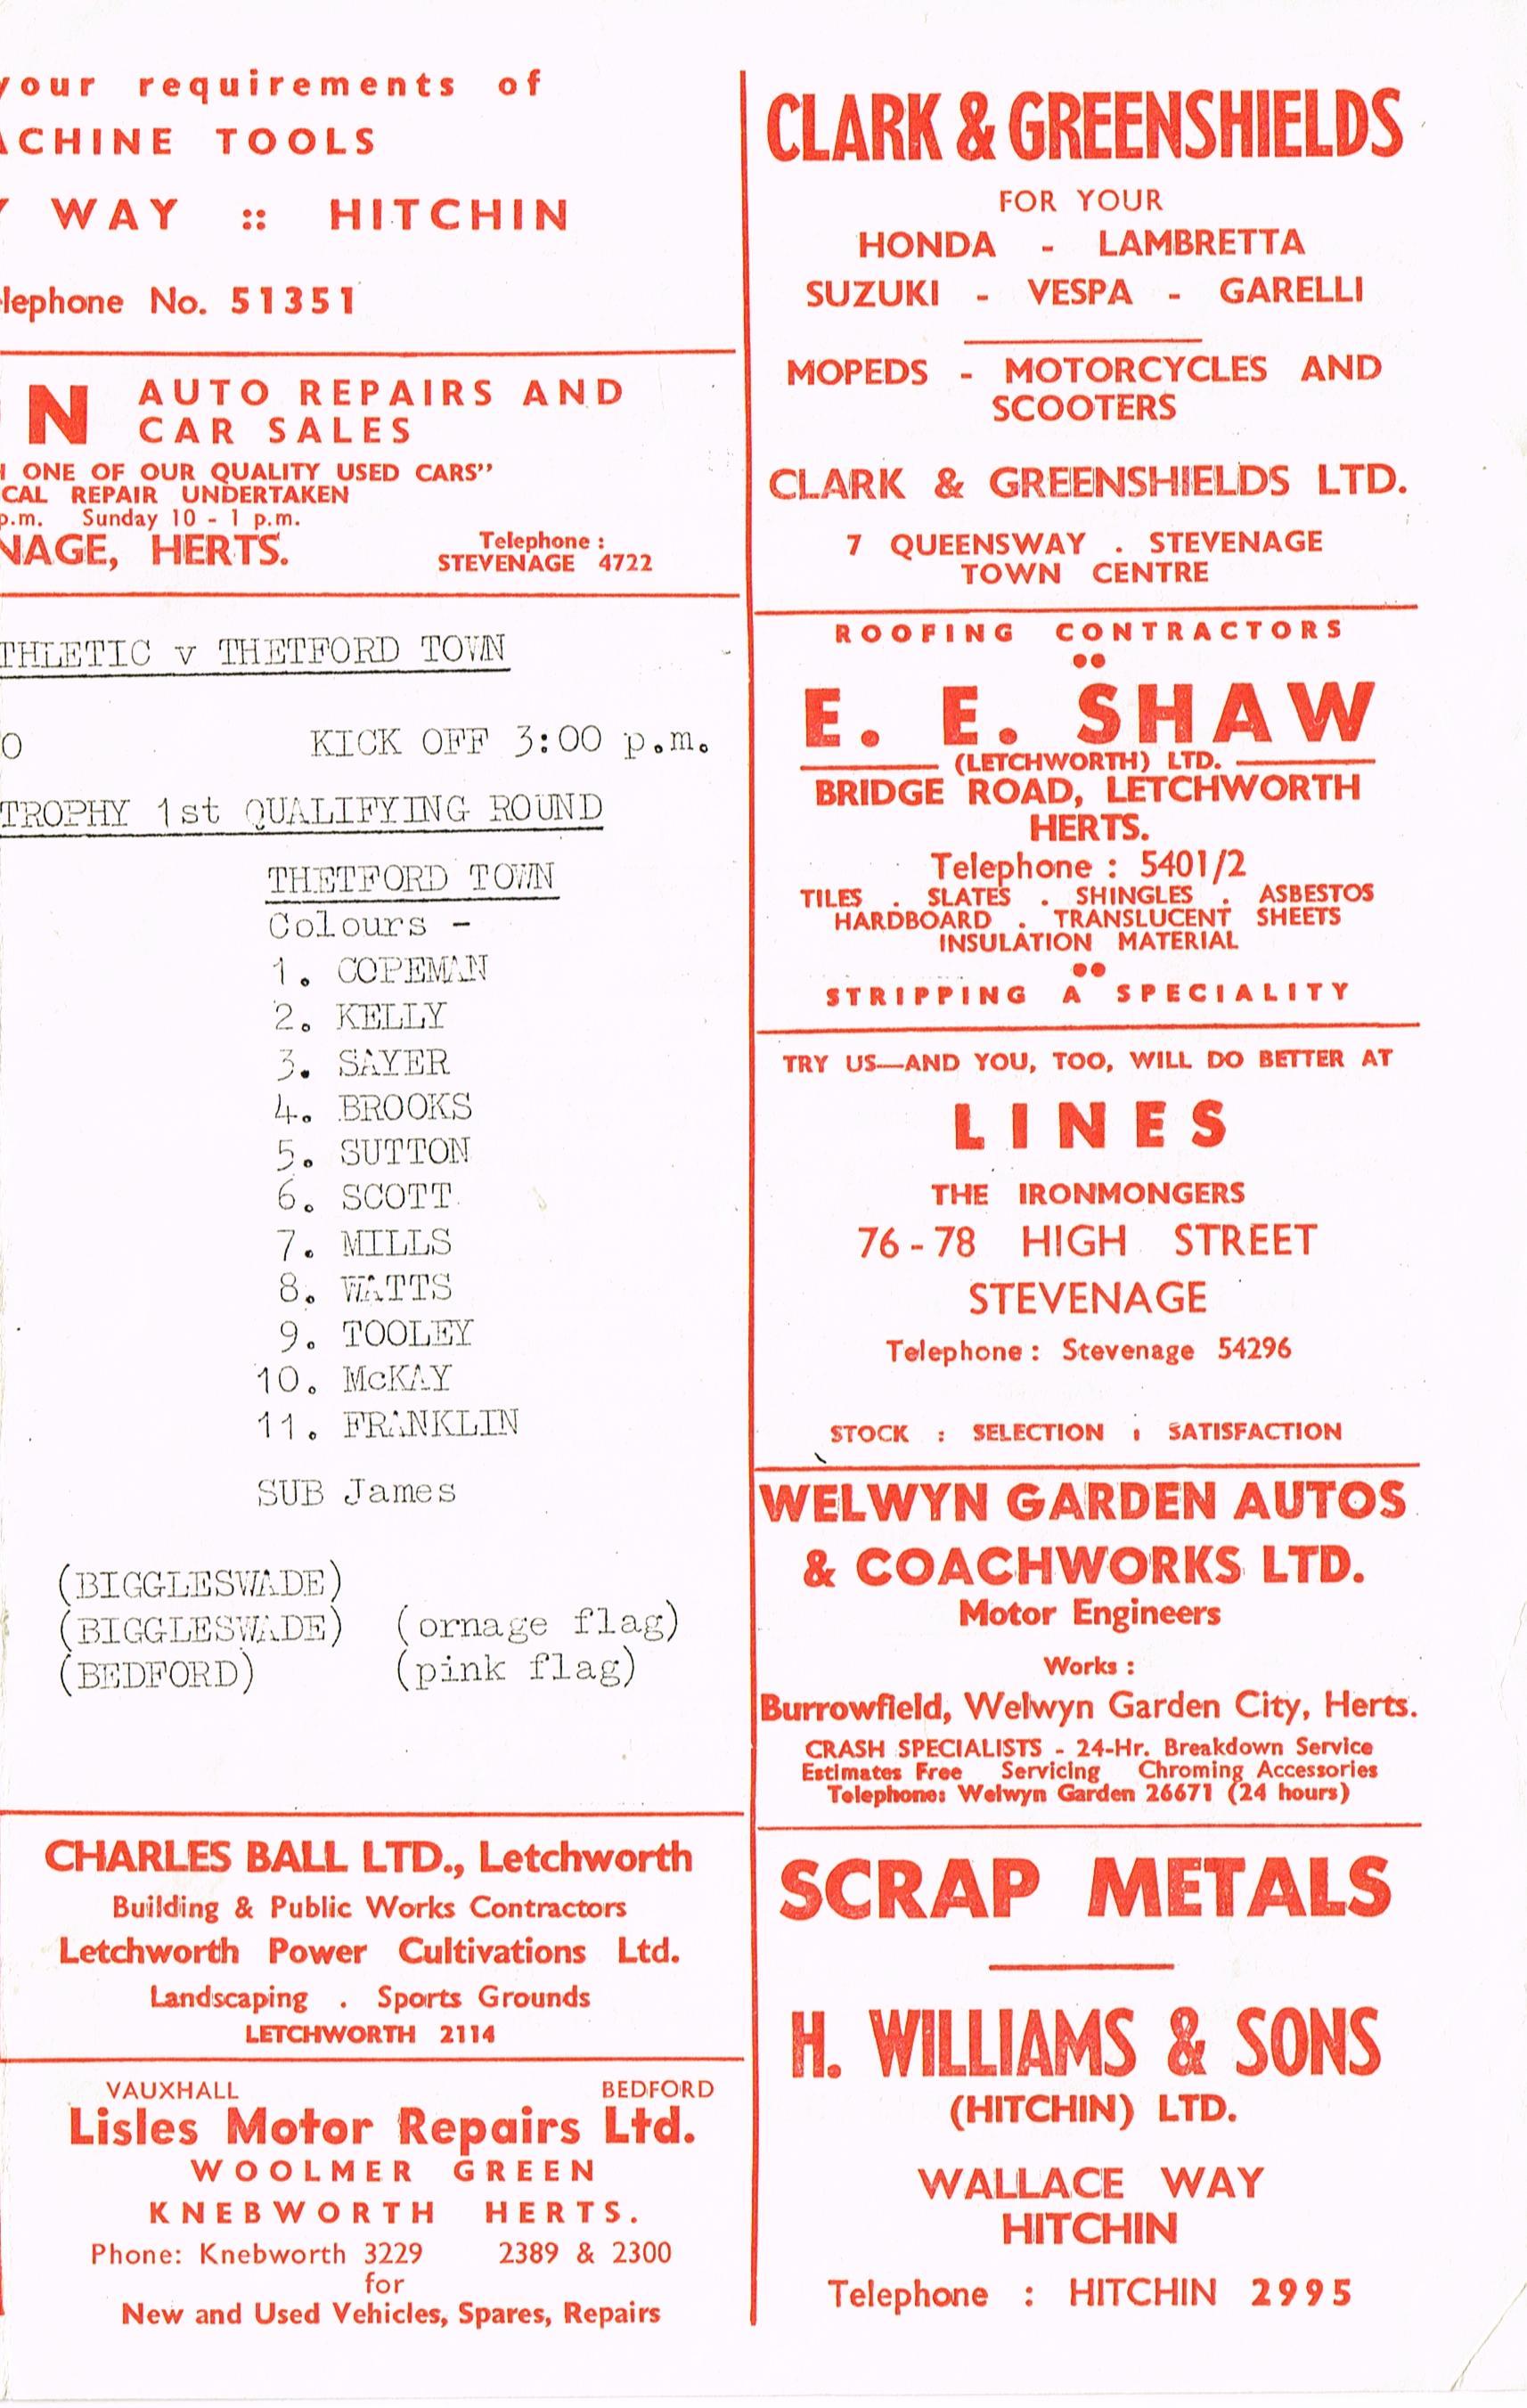 your requirements of
ACHINE TOOLS
Y WAY :: HITCHIN
lephone No. 51351
N AUTO REPAIRS AND
CAR SALES
ONE OF OUR QUALITY USED CARS"
CAL REPAIR UNDERTAKEN
p.m. Sunday 10 - 1 p.m.
NAGE, HERTS.
Telephone :
STEVENAGE 4722
THLETIC v THETFORD TOWN
O KICK OFF 3:00 p.m.
TROPHY 1st QUALIFYING ROUND
THETFORD TOWN
Colours -
1. COPEMAN
2. KELLY
3. SAYER
4. BROOKS
5. SUTTON
6. SCOTT
7. MILLS
8. WATTS
9. TOOLEY
10. McKAY
11. FRANKLIN
SUB James
(BIGGLESWADE)
(BIGGLESWADE) (ornage flag)
(BEDFORD) (pink flag)
CHARLES BALL LTD., Letchworth
Building & Public Works Contractors
Letchworth Power Cultivations Ltd.
Landscaping . Sports Grounds
LETCHWORTH 2114
VAUXHALL BEDFORD
Lisles Motor Repairs Ltd.
WOOLMER GREEN
KNEBWORTH HERTS.
Phone: Knebworth 3229 2389 & 2300
for
New and Used Vehicles, Spares, Repairs
CLARK & GREENSHIELDS
FOR YOUR
HONDA - LAMBRETTA
SUZUKI - VESPA - GARELLI
MOPEDS - MOTORCYCLES AND
SCOOTERS
CLARK & GREENSHIELDS LTD.
7 QUEENSWAY . STEVENAGE
TOWN CENTRE
ROOFING CONTRACTORS
E. E. SHAW
(LETCHWORTH) LTD.
BRIDGE ROAD, LETCHWORTH
HERTS.
Telephone : 5401/2
TILES . SLATES . SHINGLES . ASBESTOS
HARDBOARD . TRANSLUCENT SHEETS
INSULATION MATERIAL
STRIPPING A SPECIALITY
TRY US—AND YOU, TOO, WILL DO BETTER AT
LINES
THE IRONMONGERS
76 - 78 HIGH STREET
STEVENAGE
Telephone : Stevenage 54296
STOCK : SELECTION : SATISFACTION
WELWYN GARDEN AUTOS
& COACHWORKS LTD.
Motor Engineers
Works :
Burrowfield, Welwyn Garden City, Herts.
CRASH SPECIALISTS - 24-Hr. Breakdown Service
Estimates Free Servicing Chroming Accessories
Telephone: Welwyn Garden 26671 (24 hours)
SCRAP METALS
H. WILLIAMS & SONS
(HITCHIN) LTD.
WALLACE WAY
HITCHIN
Telephone : HITCHIN 2995